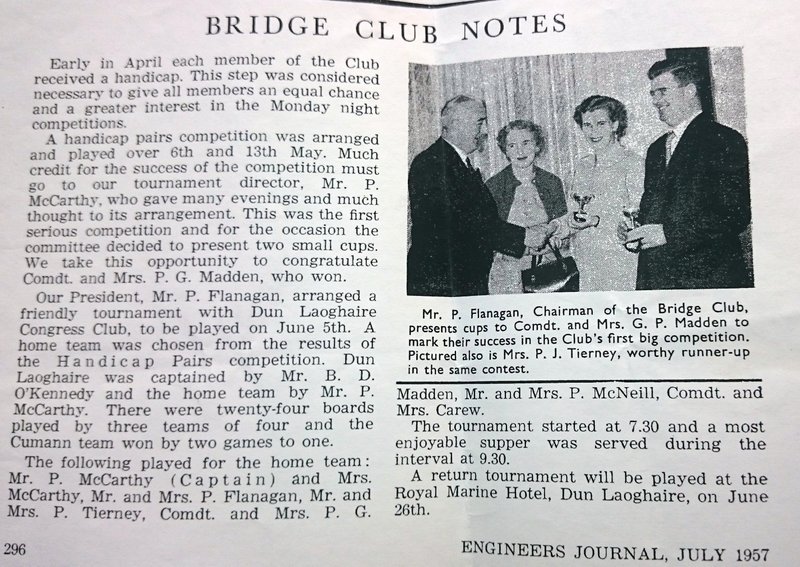 BRIDGE CLUB NOTES
Early in April each member of the Club
received a handicap. This step was considered
necessary to give all members an equal chance
and a greater interest in the Monday night
competitions.
A handicap pairs competition was arranged
and played over 6th and 13th May. Much
credit for the success of the competition must
go to our tournament director, Mr. P.
McCarthy, who gave many evenings and much
thought to its arrangement. This was the first
serious competition and for the occasion the
committee decided to present two small cups.
We take this opportunity to congratulate
Comdt. and Mrs. P. G. Madden, who won.
Our President, Mr. P. Flanagan, arranged a
friendly tournament with Dun Laoghaire
Congress Club, to be played on June 5th. A
home team was chosen from the results of
the Handicap Pairs competition. Dun
Laoghaire was captained by Mr. B. D.
O'Kennedy and the home team by Mr. P.
McCarthy. There were twenty-four boards
played by three teams of four and the
Cumann team won by two games to one.
The following played for the home team:
Mr. P. McCarthy (Captain) and Mrs.
McCarthy, Mr. and Mrs. P. Flanagan, Mr. and
Mrs. P. Tierney, Comdt. and Mrs. P. G.
Mr. P. Flanagan, Chairman of the Bridge Club,
presents cups to Comdt. and Mrs. G. P. Madden to
mark their success in the Club's first big competition.
Pictured also is Mrs. P. J. Tierney, worthy runner-up
in the same contest.
Madden, Mr. and Mrs. P. McNeill, Comdt. and
Mrs. Carew.
The tournament started at 7.30 and a most
enjoyable supper was served during the
interval at 9.30.
A return tournament will be played at the
Royal Marine Hotel, Dun Laoghaire, on June
26th.
296
ENGINEERS JOURNAL, JULY 1957